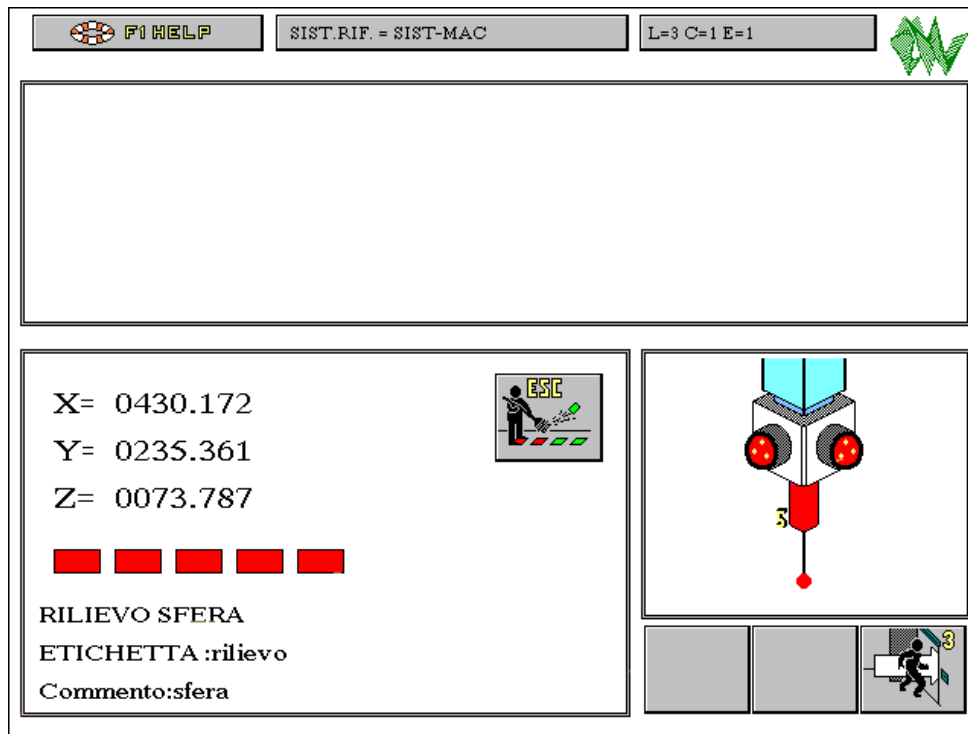 F1 HELP
SIST.RIF. = SIST-MAC
L=3 C=1 E=1
X= 0430.172
Y= 0235.361
Z= 0073.787
ESC
5
RILIEVO SFERA
ETICHETTA :rilievo
Commento:sfera
3